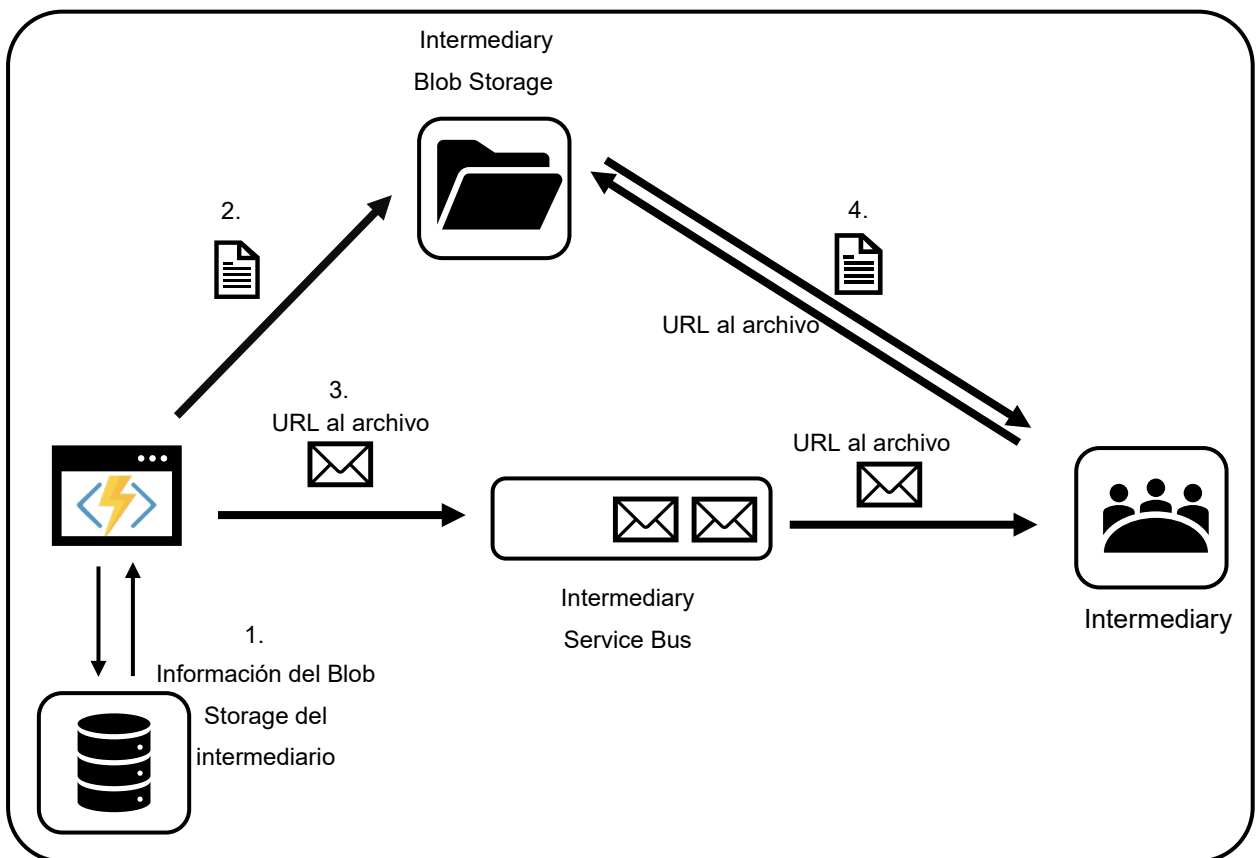 Intermediary
Blob Storage
2.
4.
URL al archivo
3.
URL al archivo
URL al archivo
Intermediary
Service Bus
Intermediary
1.
Información del Blob
Storage del
intermediario